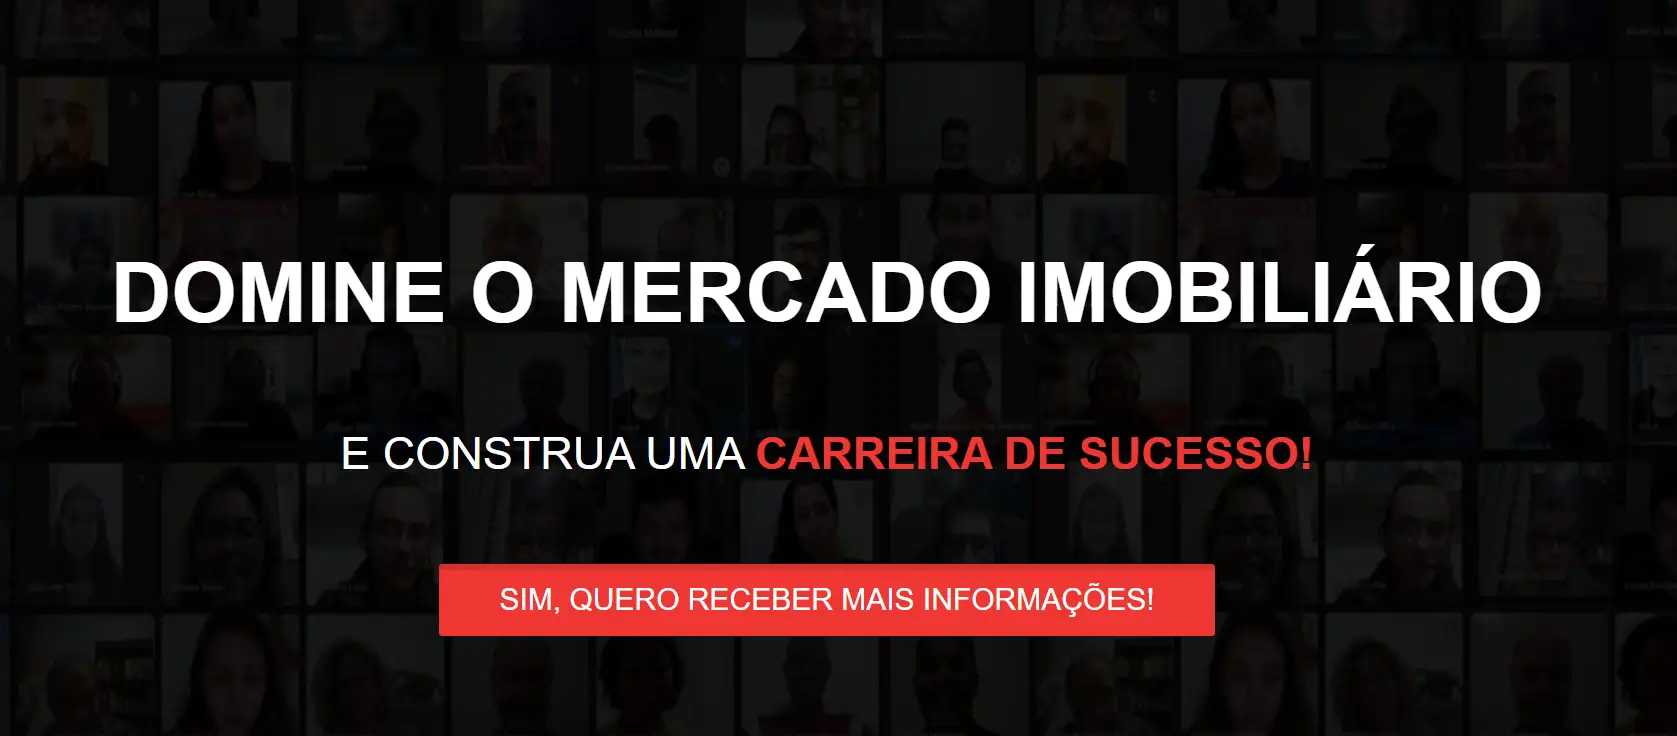 DOMINE O MERCADO IMOBILIÁRIO
E CONSTRUA UMA CARREIRA DE SUCESSO!
SIM, QUERO RECEBER MAIS INFORMAÇÕES!